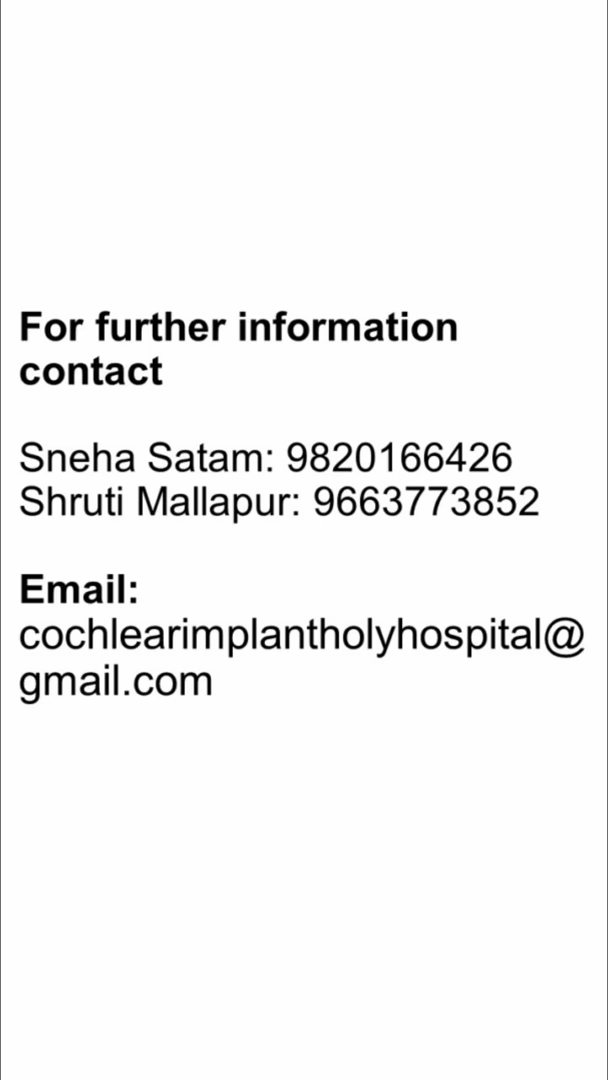 For further information
contact
Sneha Satam: 9820166426
Shruti Mallapur: 9663773852
Email:
cochlearimplantholyhospital@
gmail.com